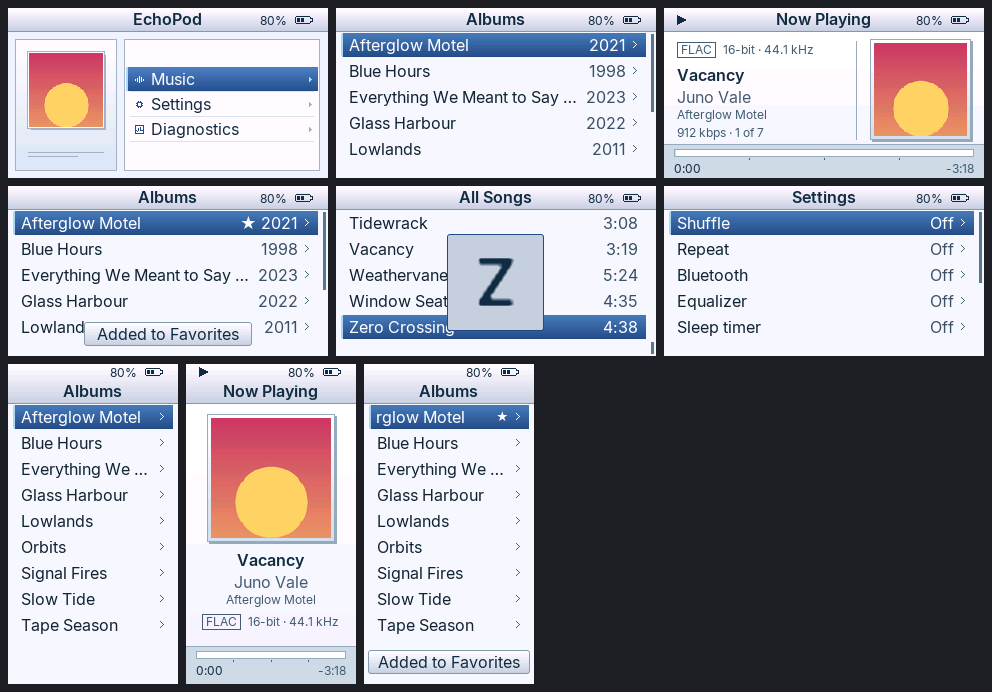 EchoPod 80%
Music
Settings
Diagnostics
Albums 80%
Afterglow Motel 2021
Blue Hours 1998
Everything We Meant to Say ... 2023
Glass Harbour 2022
Lowlands 2011
Now Playing 80%
FLAC 16-bit · 44.1 kHz
Vacancy
Juno Vale
Afterglow Motel
912 kbps · 1 of 7
0:00 -3:18
Albums 80%
Afterglow Motel ★ 2021
Blue Hours 1998
Everything We Meant to Say ... 2023
Glass Harbour 2022
Lowland 2011
Added to Favorites
All Songs 80%
Tidewrack 3:08
Vacancy 3:19
Weathervane 5:24
Window Seat 4:35
Zero Crossing 4:38
Z
Settings 80%
Shuffle Off
Repeat Off
Bluetooth Off
Equalizer Off
Sleep timer Off
80%
Albums
Afterglow Motel
Blue Hours
Everything We ...
Glass Harbour
Lowlands
Orbits
Signal Fires
Slow Tide
Tape Season
80%
Now Playing
Vacancy
Juno Vale
Afterglow Motel
FLAC 16-bit · 44.1 kHz
0:00 -3:18
80%
Albums
rglow Motel ★
Blue Hours
Everything We ...
Glass Harbour
Lowlands
Orbits
Signal Fires
Slow Tide
Tape Season
Added to Favorites